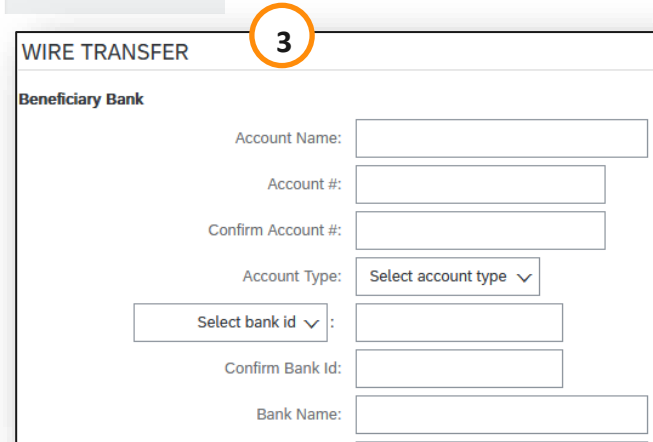 3
WIRE TRANSFER
Beneficiary Bank
Account Name:
Account #:
Confirm Account #:
Account Type: Select account type
Select bank id :
Confirm Bank Id:
Bank Name: